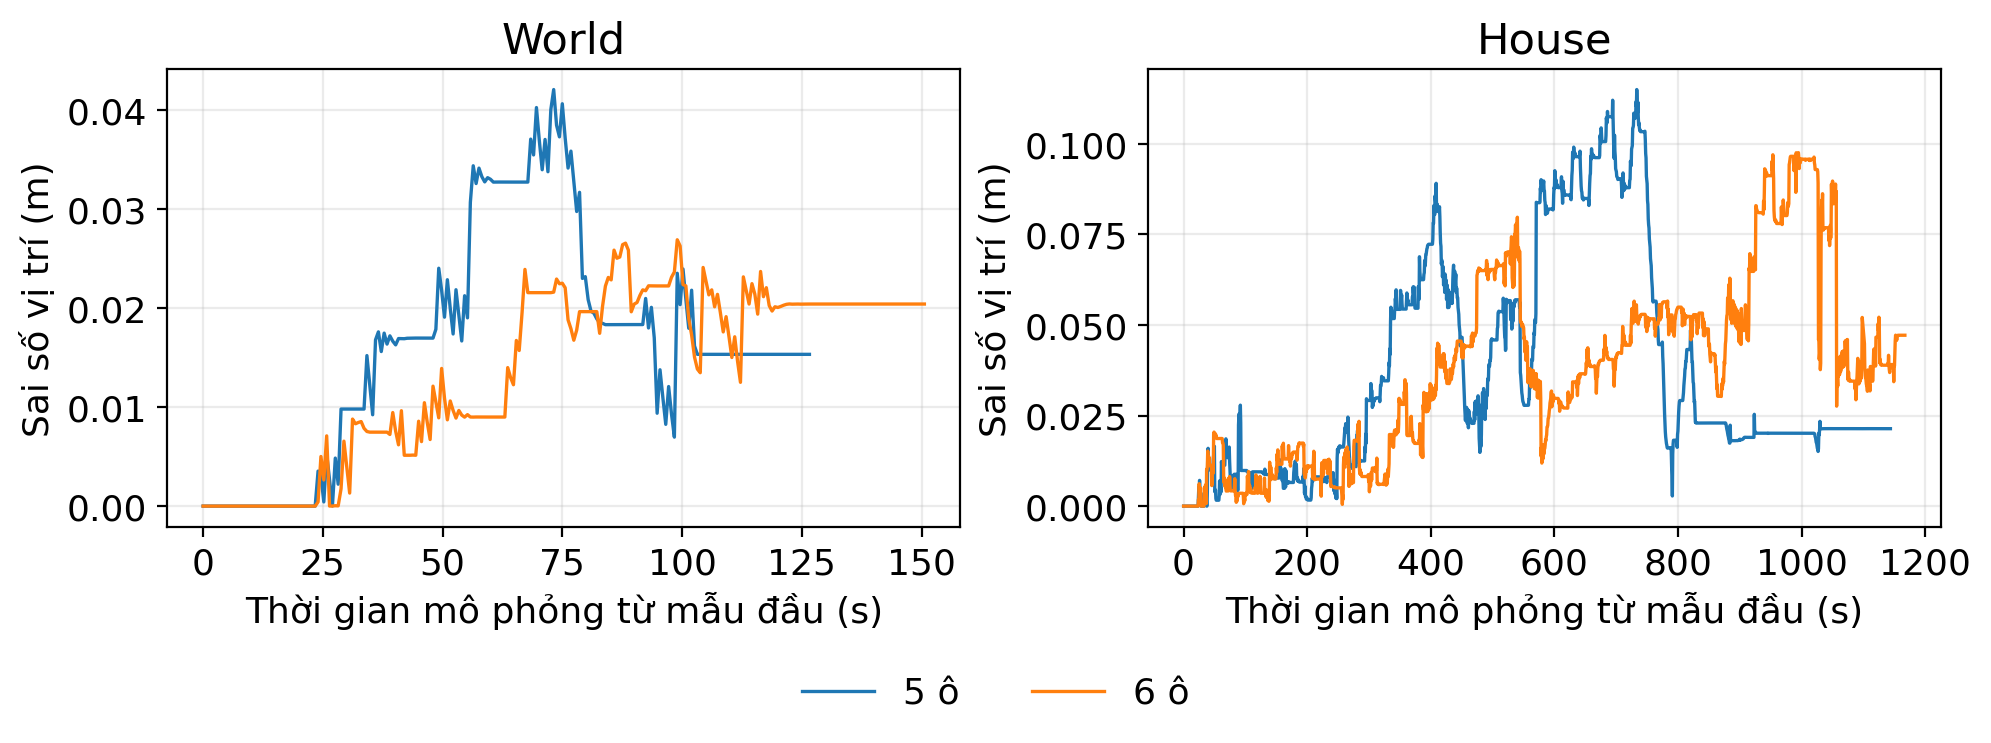 World
Sai số vị trí (m)
0.04
0.03
0.02
0.01
0.00
0 25 50 75 100 125 150
Thời gian mô phỏng từ mẫu đầu (s)
House
Sai số vị trí (m)
0.100
0.075
0.050
0.025
0.000
0 200 400 600 800 1000 1200
Thời gian mô phỏng từ mẫu đầu (s)
5 ô 6 ô